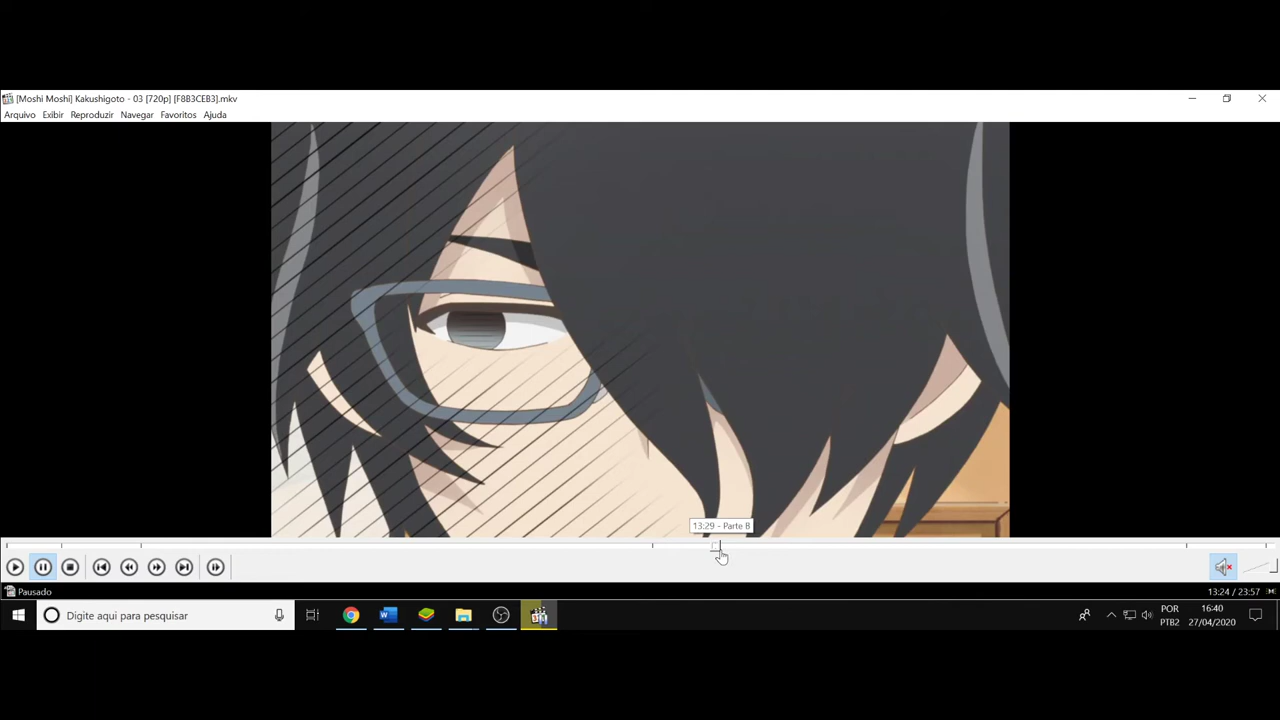 [Moshi Moshi] Kakushigoto - 03 [720p] [F8B3CEB3].mkv
Arquivo Exibir Reproduzir Navegar Favoritos Ajuda
13:29 - Parte B
Pausado
13:24 / 23:57
Digite aqui para pesquisar
POR
PTB2
16:40
27/04/2020